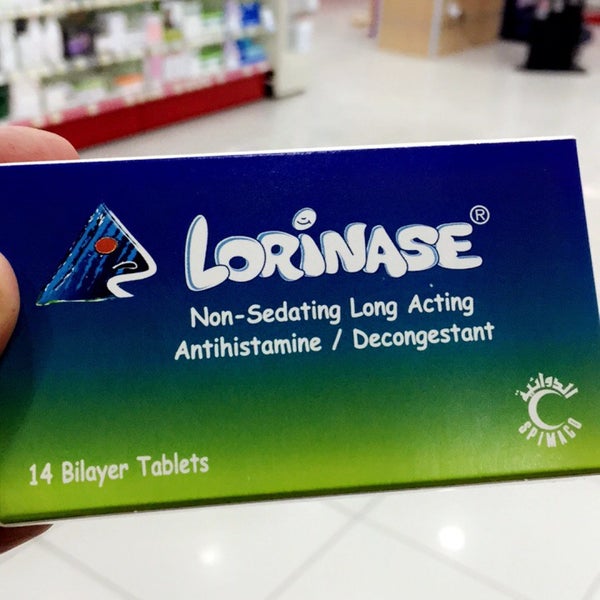 LORINASE®
Non-Sedating Long Acting
Antihistamine / Decongestant
الدوائية
SPIMACO
14 Bilayer Tablets